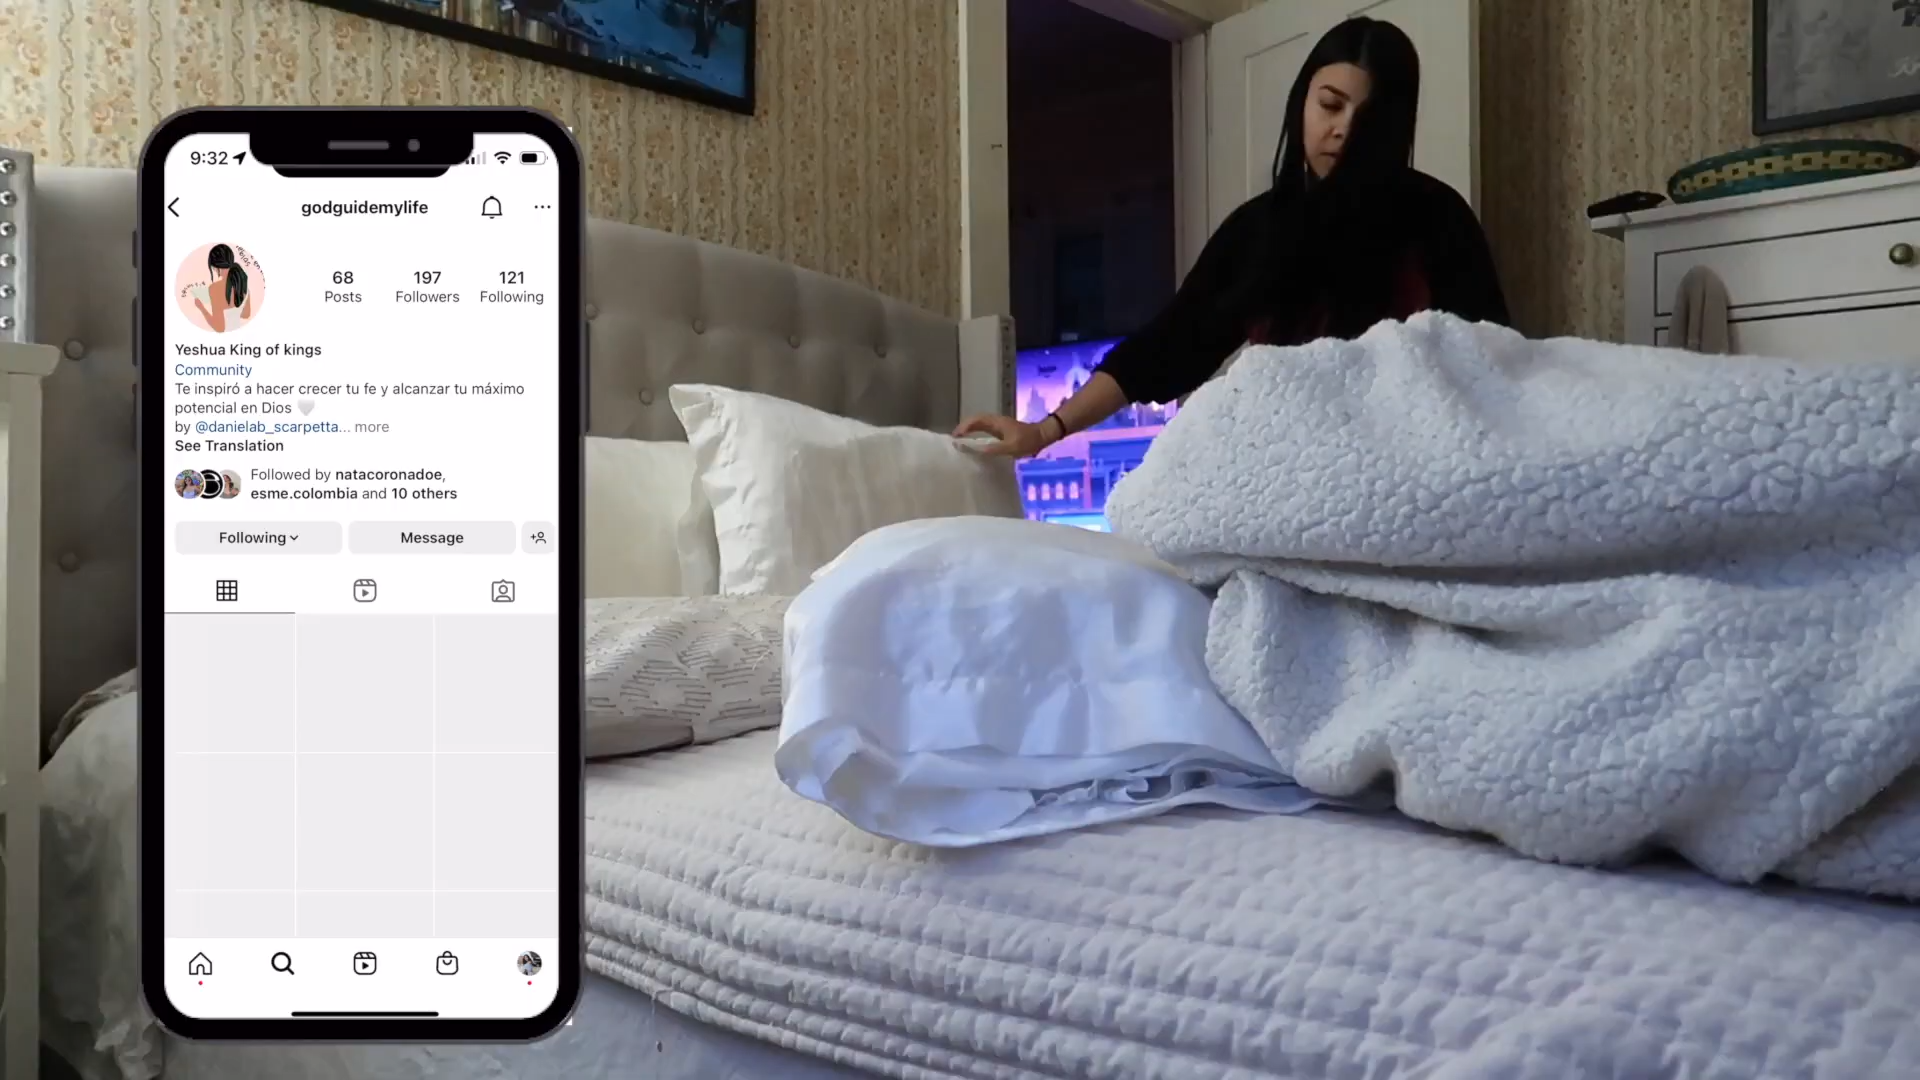 9:32
godguidemylife
68
Posts
197
Followers
121
Following
Yeshua King of kings
Community
Te inspiró a hacer crecer tu fe y alcanzar tu máximo
potencial en Dios 🤍
by @danielab_scarpetta... more
See Translation
Followed by natacoronadoe,
esme.colombia and 10 others
Following
Message